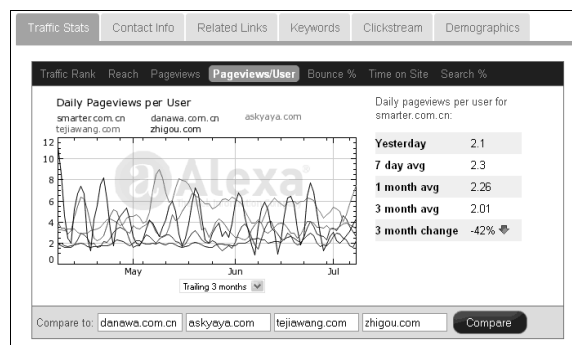 Traffic Stats Contact Info Related Links Keywords Clickstream Demographics
Traffic Rank Reach Pageviews Pageviews/User Bounce % Time on Site Search %
Daily Pageviews per User
smarter.com.cn danawa.com.cn askyaya.com
tejiawang.com zhigou.com
12
10
8
6
4
2
0
Alexa
May Jun Jul
Trailing 3 months
Daily pageviews per user for
smarter.com.cn:
Yesterday 2.1
7 day avg 2.3
1 month avg 2.26
3 month avg 2.01
3 month change -42%
Compare to: danawa.com.cn askyaya.com tejiawang.com zhigou.com Compare